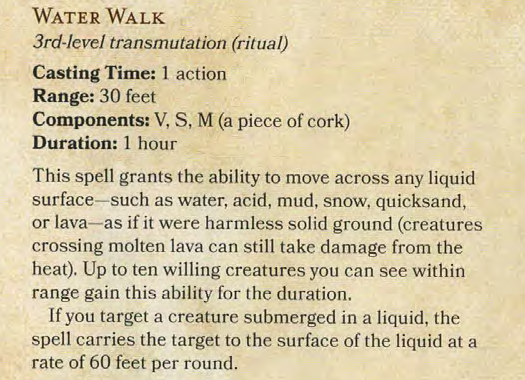 WATER WALK
3rd-level transmutation (ritual)
Casting Time: 1 action
Range: 30 feet
Components: V, S, M (a piece of cork)
Duration: 1 hour
This spell grants the ability to move across any liquid
surface—such as water, acid, mud, snow, quicksand,
or lava—as if it were harmless solid ground (creatures
crossing molten lava can still take damage from the
heat). Up to ten willing creatures you can see within
range gain this ability for the duration.
If you target a creature submerged in a liquid, the
spell carries the target to the surface of the liquid at a
rate of 60 feet per round.